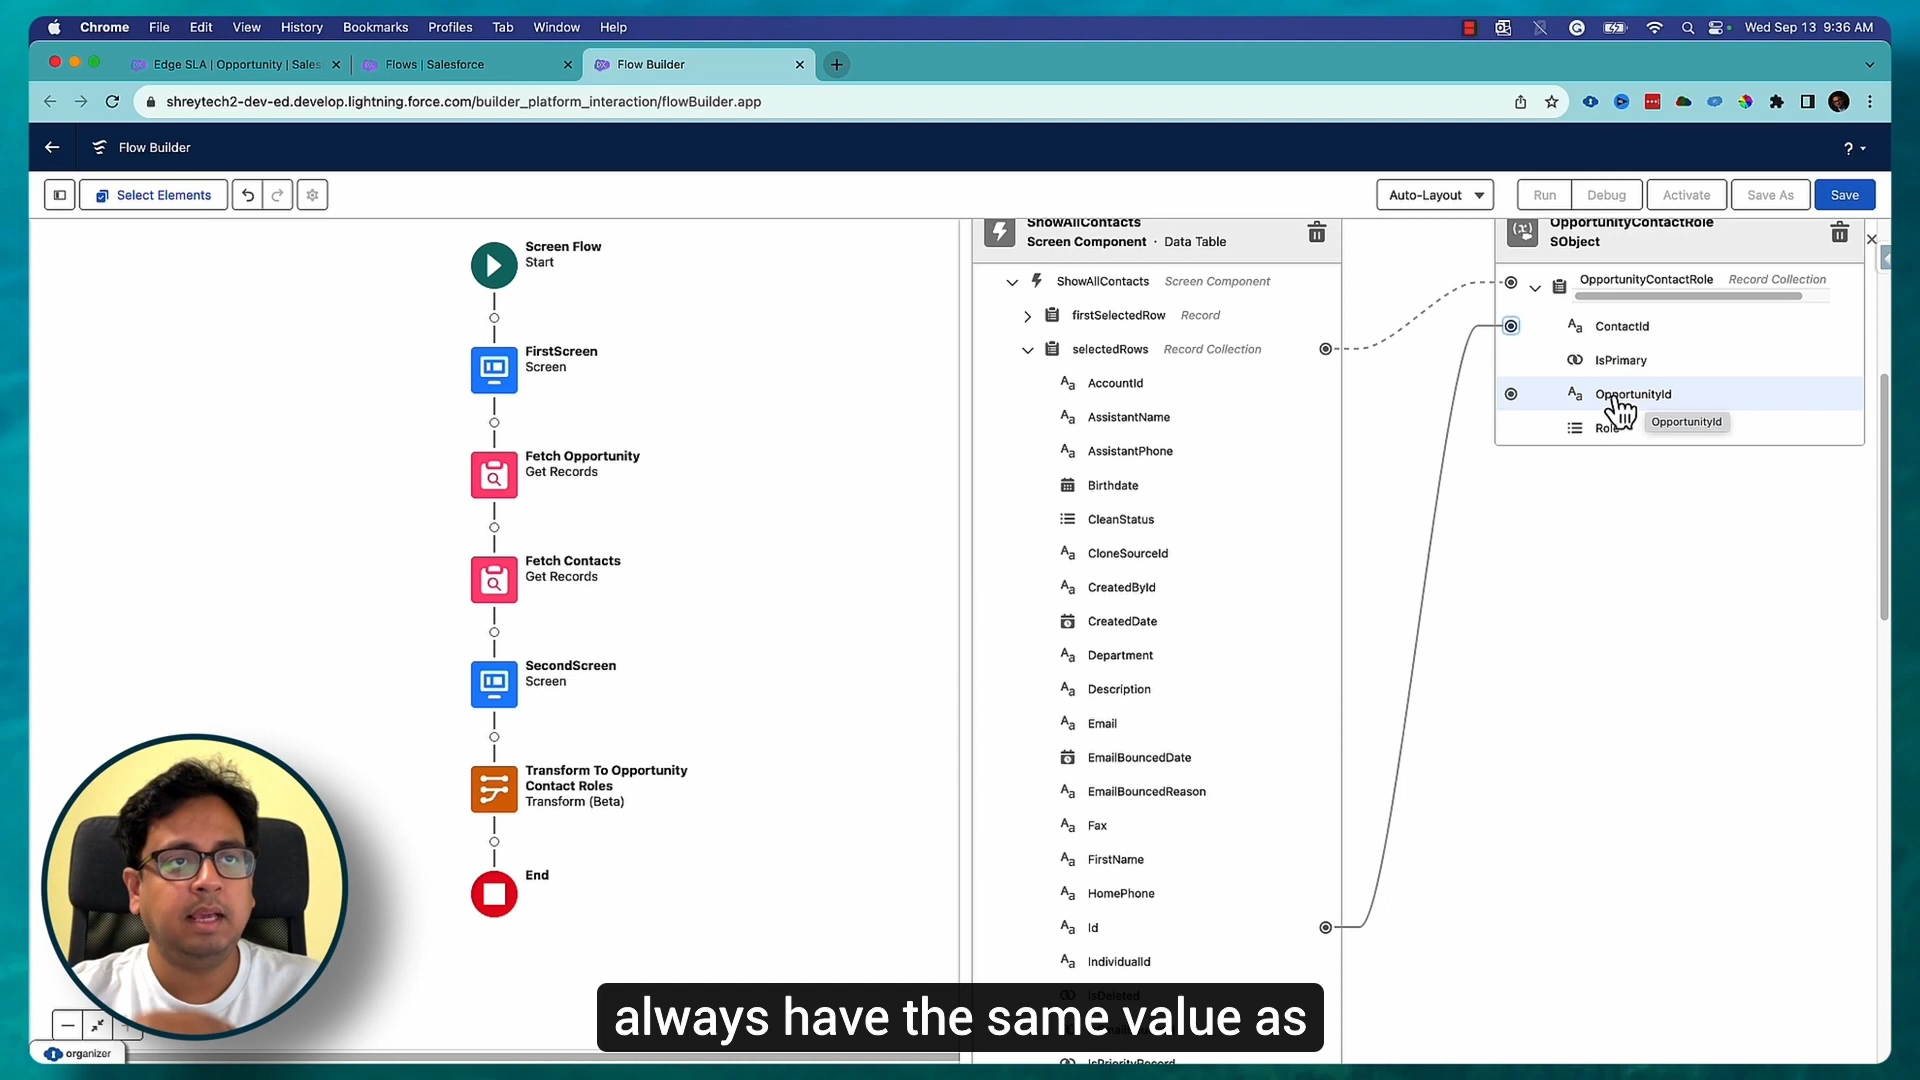 Chrome File Edit View History Bookmarks Profiles Tab Window Help Wed Sep 13 9:36 AM
Edge SLA | Opportunity | Sales Flows | Salesforce Flow Builder
shreytech2-dev-ed.develop.lightning.force.com/builder_platform_interaction/flowBuilder.app
Flow Builder ?
Select Elements Auto-Layout Run Debug Activate Save As Save
Screen Flow
Start
FirstScreen
Screen
Fetch Opportunity
Get Records
Fetch Contacts
Get Records
SecondScreen
Screen
Transform To Opportunity
Contact Roles
Transform (Beta)
End
ShowAllContacts
Screen Component · Data Table
ShowAllContacts Screen Component
firstSelectedRow Record
selectedRows Record Collection
AccountId
AssistantName
AssistantPhone
Birthdate
CleanStatus
CloneSourceId
CreatedById
CreatedDate
Department
Description
Email
EmailBouncedDate
EmailBouncedReason
Fax
FirstName
HomePhone
Id
IndividualId
IsDeleted
IsPriorityRecord
OpportunityContactRole
SObject
OpportunityContactRole Record Collection
ContactId
IsPrimary
OpportunityId
OpportunityId
Role
always have the same value as
organizer